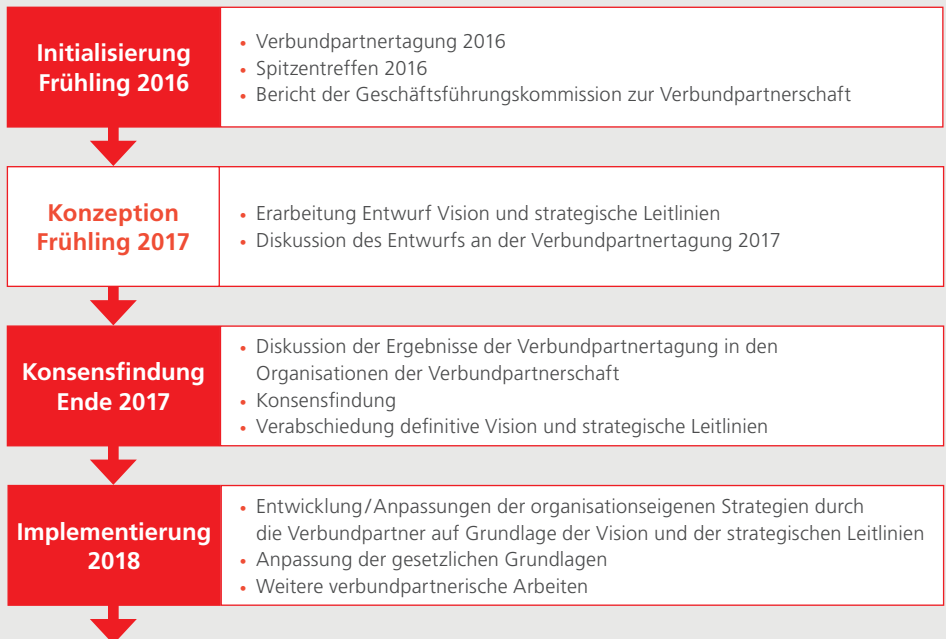 Initialisierung
Frühling 2016
• Verbundpartnertagung 2016
• Spitzentreffen 2016
• Bericht der Geschäftsführungskommission zur Verbundpartnerschaft
Konzeption
Frühling 2017
• Erarbeitung Entwurf Vision und strategische Leitlinien
• Diskussion des Entwurfs an der Verbundpartnertagung 2017
Konsensfindung
Ende 2017
• Diskussion der Ergebnisse der Verbundpartnertagung in den
Organisationen der Verbundpartnerschaft
• Konsensfindung
• Verabschiedung definitive Vision und strategische Leitlinien
Implementierung
2018
• Entwicklung/Anpassungen der organisationseigenen Strategien durch
die Verbundpartner auf Grundlage der Vision und der strategischen Leitlinien
• Anpassung der gesetzlichen Grundlagen
• Weitere verbundpartnerische Arbeiten